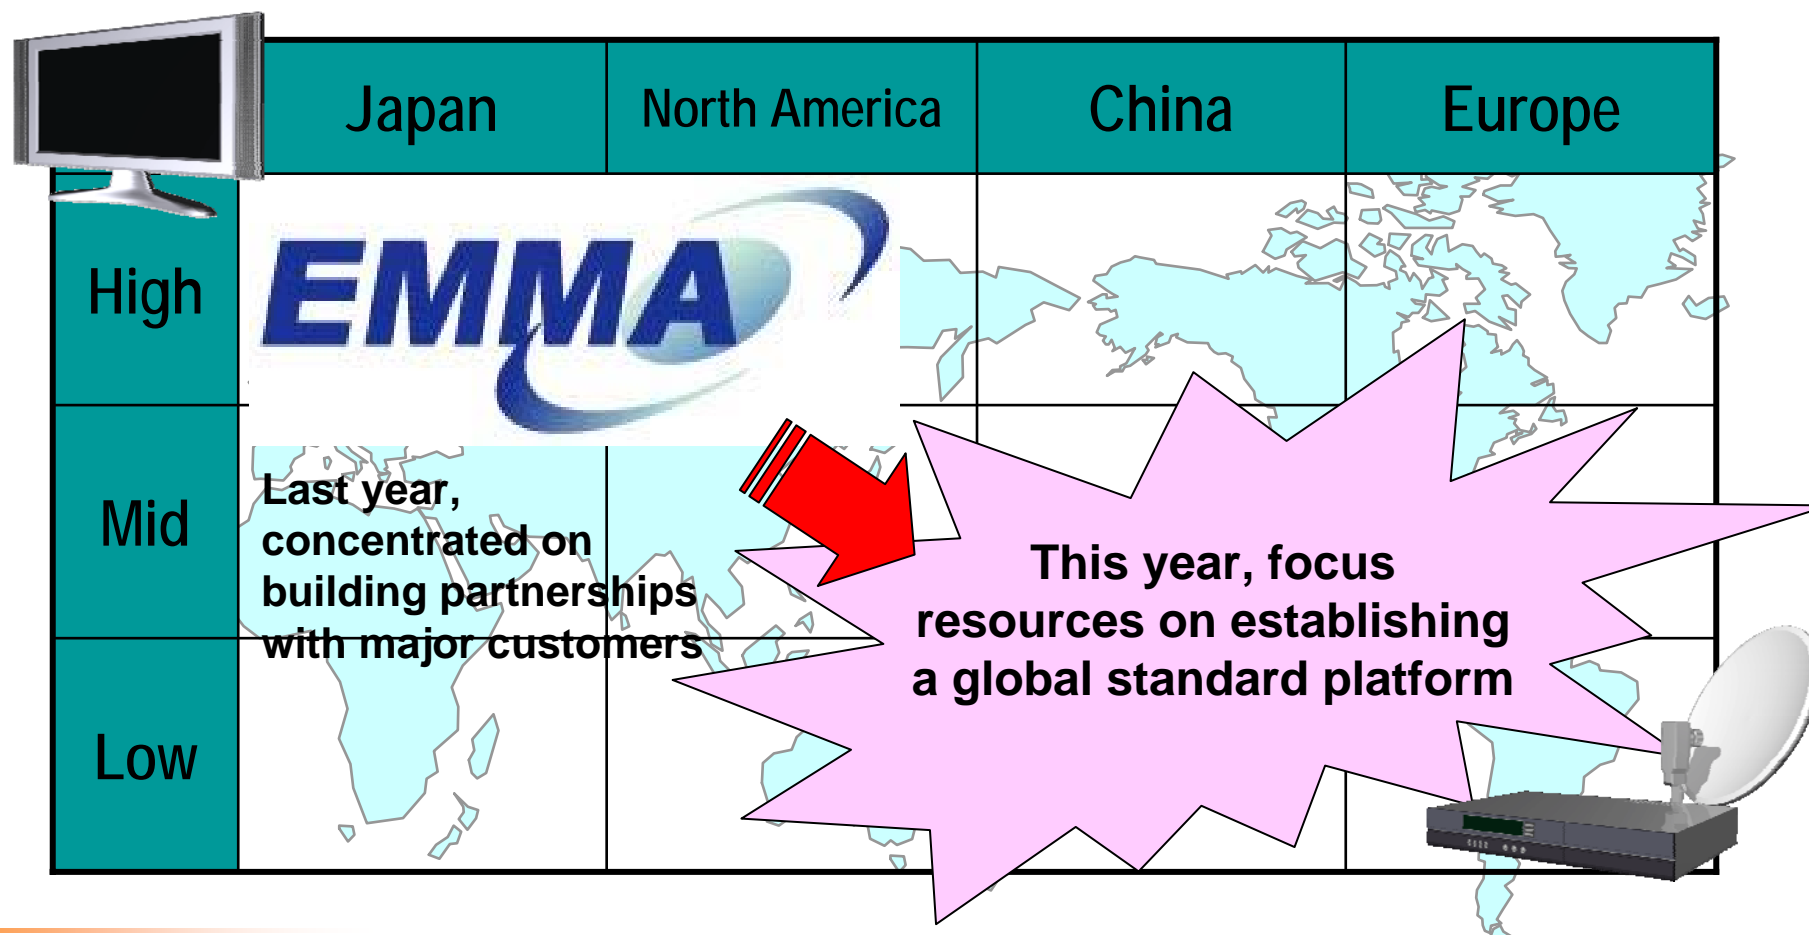 Japan
North America
China
Europe
High
EMMA
Mid
Last year,
concentrated on
building partnerships
with major customers
This year, focus
resources on establishing
a global standard platform
Low